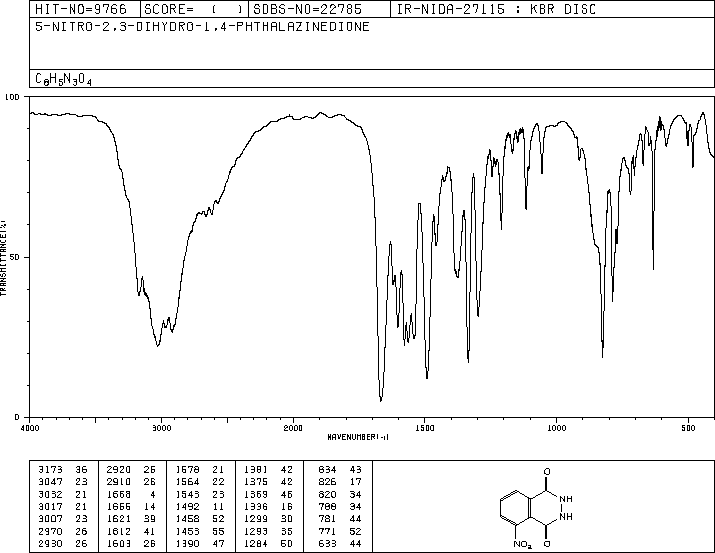 HIT-NO=9766 SCORE= ( ) SDBS-NO=22785 IR-NIDA-27115 : KBR DISC
5-NITRO-2,3-DIHYDRO-1,4-PHTHALAZINEDIONE
C8H5N3O4
100
50
0
TRANSMITTANCE(%)
4000 3000 2000 1500 1000 500
WAVENUMBER(-1)
3173 36 2920 26 1578 21 1381 42 834 43
3047 23 2910 26 1564 22 1375 42 826 17
3032 21 1668 4 1543 23 1369 46 820 34
3017 21 1666 14 1492 11 1336 16 788 34
3007 23 1621 39 1458 52 1299 30 781 44
2970 26 1612 41 1453 55 1293 35 771 52
2930 26 1603 26 1390 47 1284 60 633 44
O
NH
NH
NO2 O